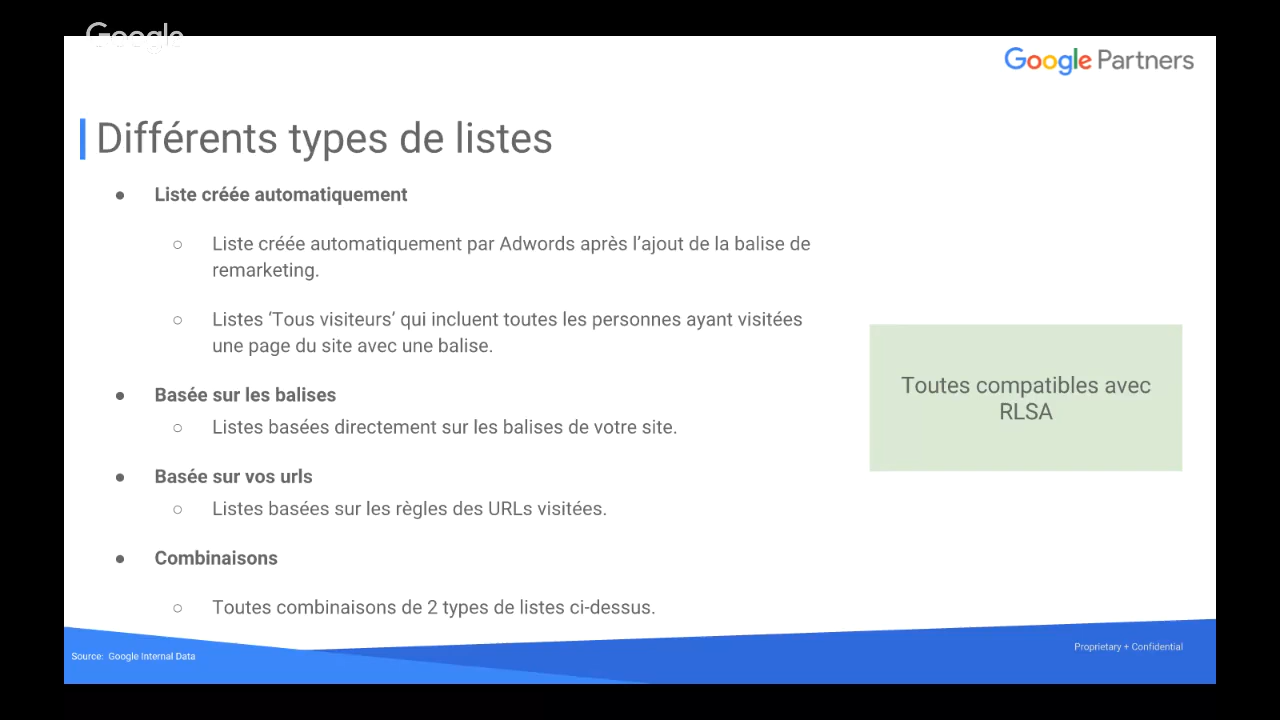 Google
Google Partners
Différents types de listes
● Liste créée automatiquement
○ Liste créée automatiquement par Adwords après l’ajout de la balise de
remarketing.
○ Listes ‘Tous visiteurs’ qui incluent toutes les personnes ayant visitées
une page du site avec une balise.
● Basée sur les balises
○ Listes basées directement sur les balises de votre site.
● Basée sur vos urls
○ Listes basées sur les règles des URLs visitées.
● Combinaisons
○ Toutes combinaisons de 2 types de listes ci-dessus.
Toutes compatibles avec
RLSA
Source: Google Internal Data
Proprietary + Confidential